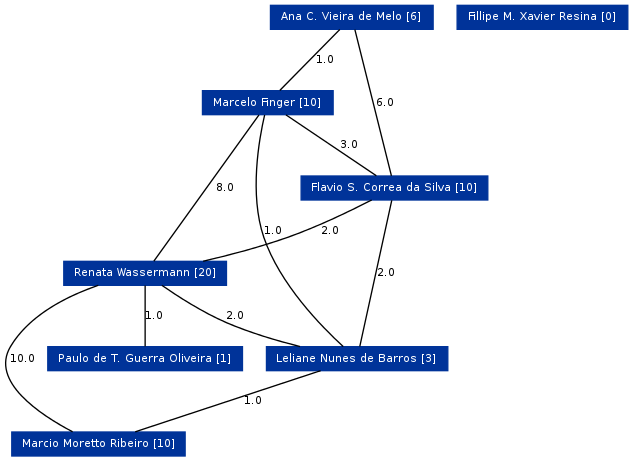 Ana C. Vieira de Melo [6]
Fillipe M. Xavier Resina [0]
1.0
Marcelo Finger [10]
6.0
3.0
Flavio S. Correa da Silva [10]
8.0
1.0
2.0
Renata Wassermann [20]
2.0
1.0
2.0
Paulo de T. Guerra Oliveira [1]
Leliane Nunes de Barros [3]
10.0
1.0
Marcio Moretto Ribeiro [10]